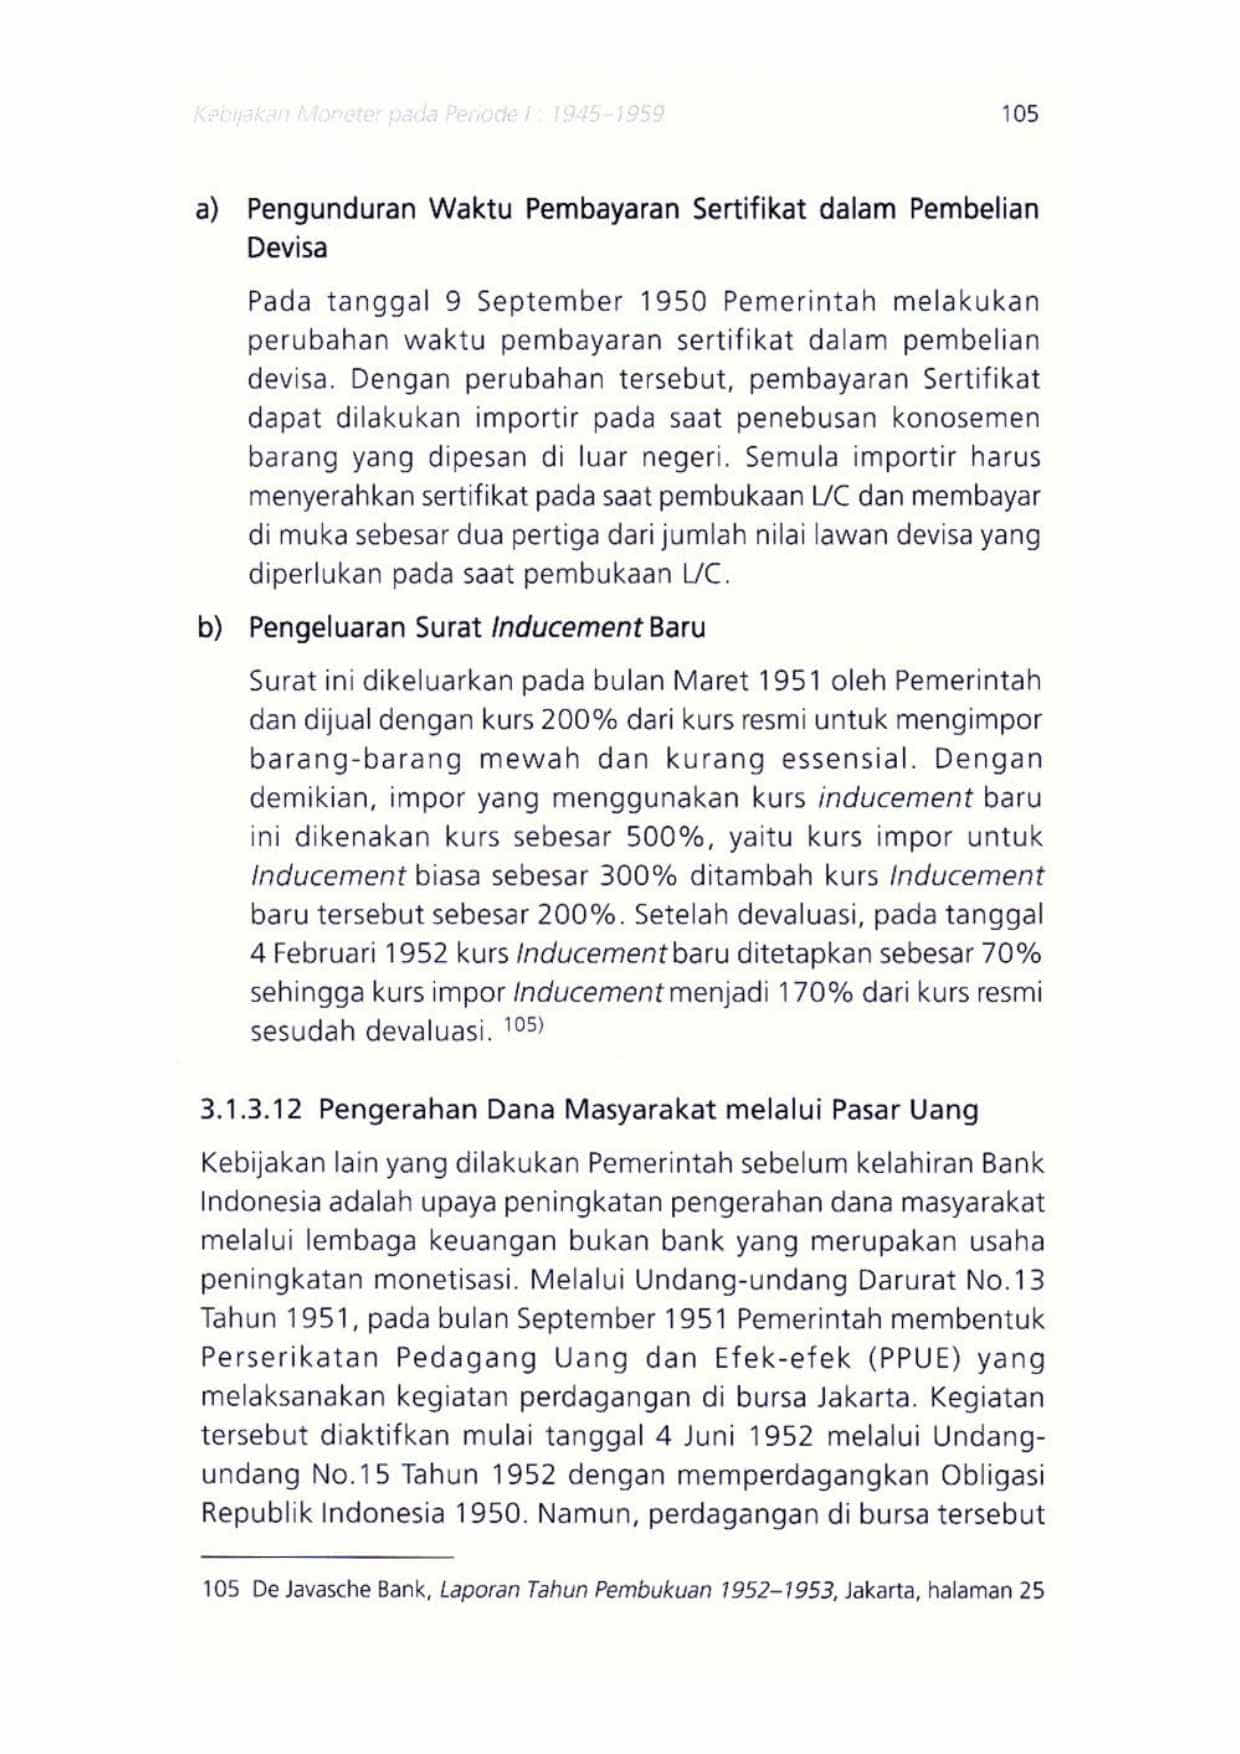 Kebijakan Moneter pada Periode I : 1945–1959 105
a) Pengunduran Waktu Pembayaran Sertifikat dalam Pembelian
Devisa
Pada tanggal 9 September 1950 Pemerintah melakukan
perubahan waktu pembayaran sertifikat dalam pembelian
devisa. Dengan perubahan tersebut, pembayaran Sertifikat
dapat dilakukan importir pada saat penebusan konosemen
barang yang dipesan di luar negeri. Semula importir harus
menyerahkan sertifikat pada saat pembukaan L/C dan membayar
di muka sebesar dua pertiga dari jumlah nilai lawan devisa yang
diperlukan pada saat pembukaan L/C.
b) Pengeluaran Surat Inducement Baru
Surat ini dikeluarkan pada bulan Maret 1951 oleh Pemerintah
dan dijual dengan kurs 200% dari kurs resmi untuk mengimpor
barang-barang mewah dan kurang essensial. Dengan
demikian, impor yang menggunakan kurs inducement baru
ini dikenakan kurs sebesar 500%, yaitu kurs impor untuk
Inducement biasa sebesar 300% ditambah kurs Inducement
baru tersebut sebesar 200%. Setelah devaluasi, pada tanggal
4 Februari 1952 kurs Inducement baru ditetapkan sebesar 70%
sehingga kurs impor Inducement menjadi 170% dari kurs resmi
sesudah devaluasi. 105)
3.1.3.12 Pengerahan Dana Masyarakat melalui Pasar Uang
Kebijakan lain yang dilakukan Pemerintah sebelum kelahiran Bank
Indonesia adalah upaya peningkatan pengerahan dana masyarakat
melalui lembaga keuangan bukan bank yang merupakan usaha
peningkatan monetisasi. Melalui Undang-undang Darurat No.13
Tahun 1951, pada bulan September 1951 Pemerintah membentuk
Perserikatan Pedagang Uang dan Efek-efek (PPUE) yang
melaksanakan kegiatan perdagangan di bursa Jakarta. Kegiatan
tersebut diaktifkan mulai tanggal 4 Juni 1952 melalui Undang-
undang No.15 Tahun 1952 dengan memperdagangkan Obligasi
Republik Indonesia 1950. Namun, perdagangan di bursa tersebut
105 De Javasche Bank, Laporan Tahun Pembukuan 1952–1953, Jakarta, halaman 25